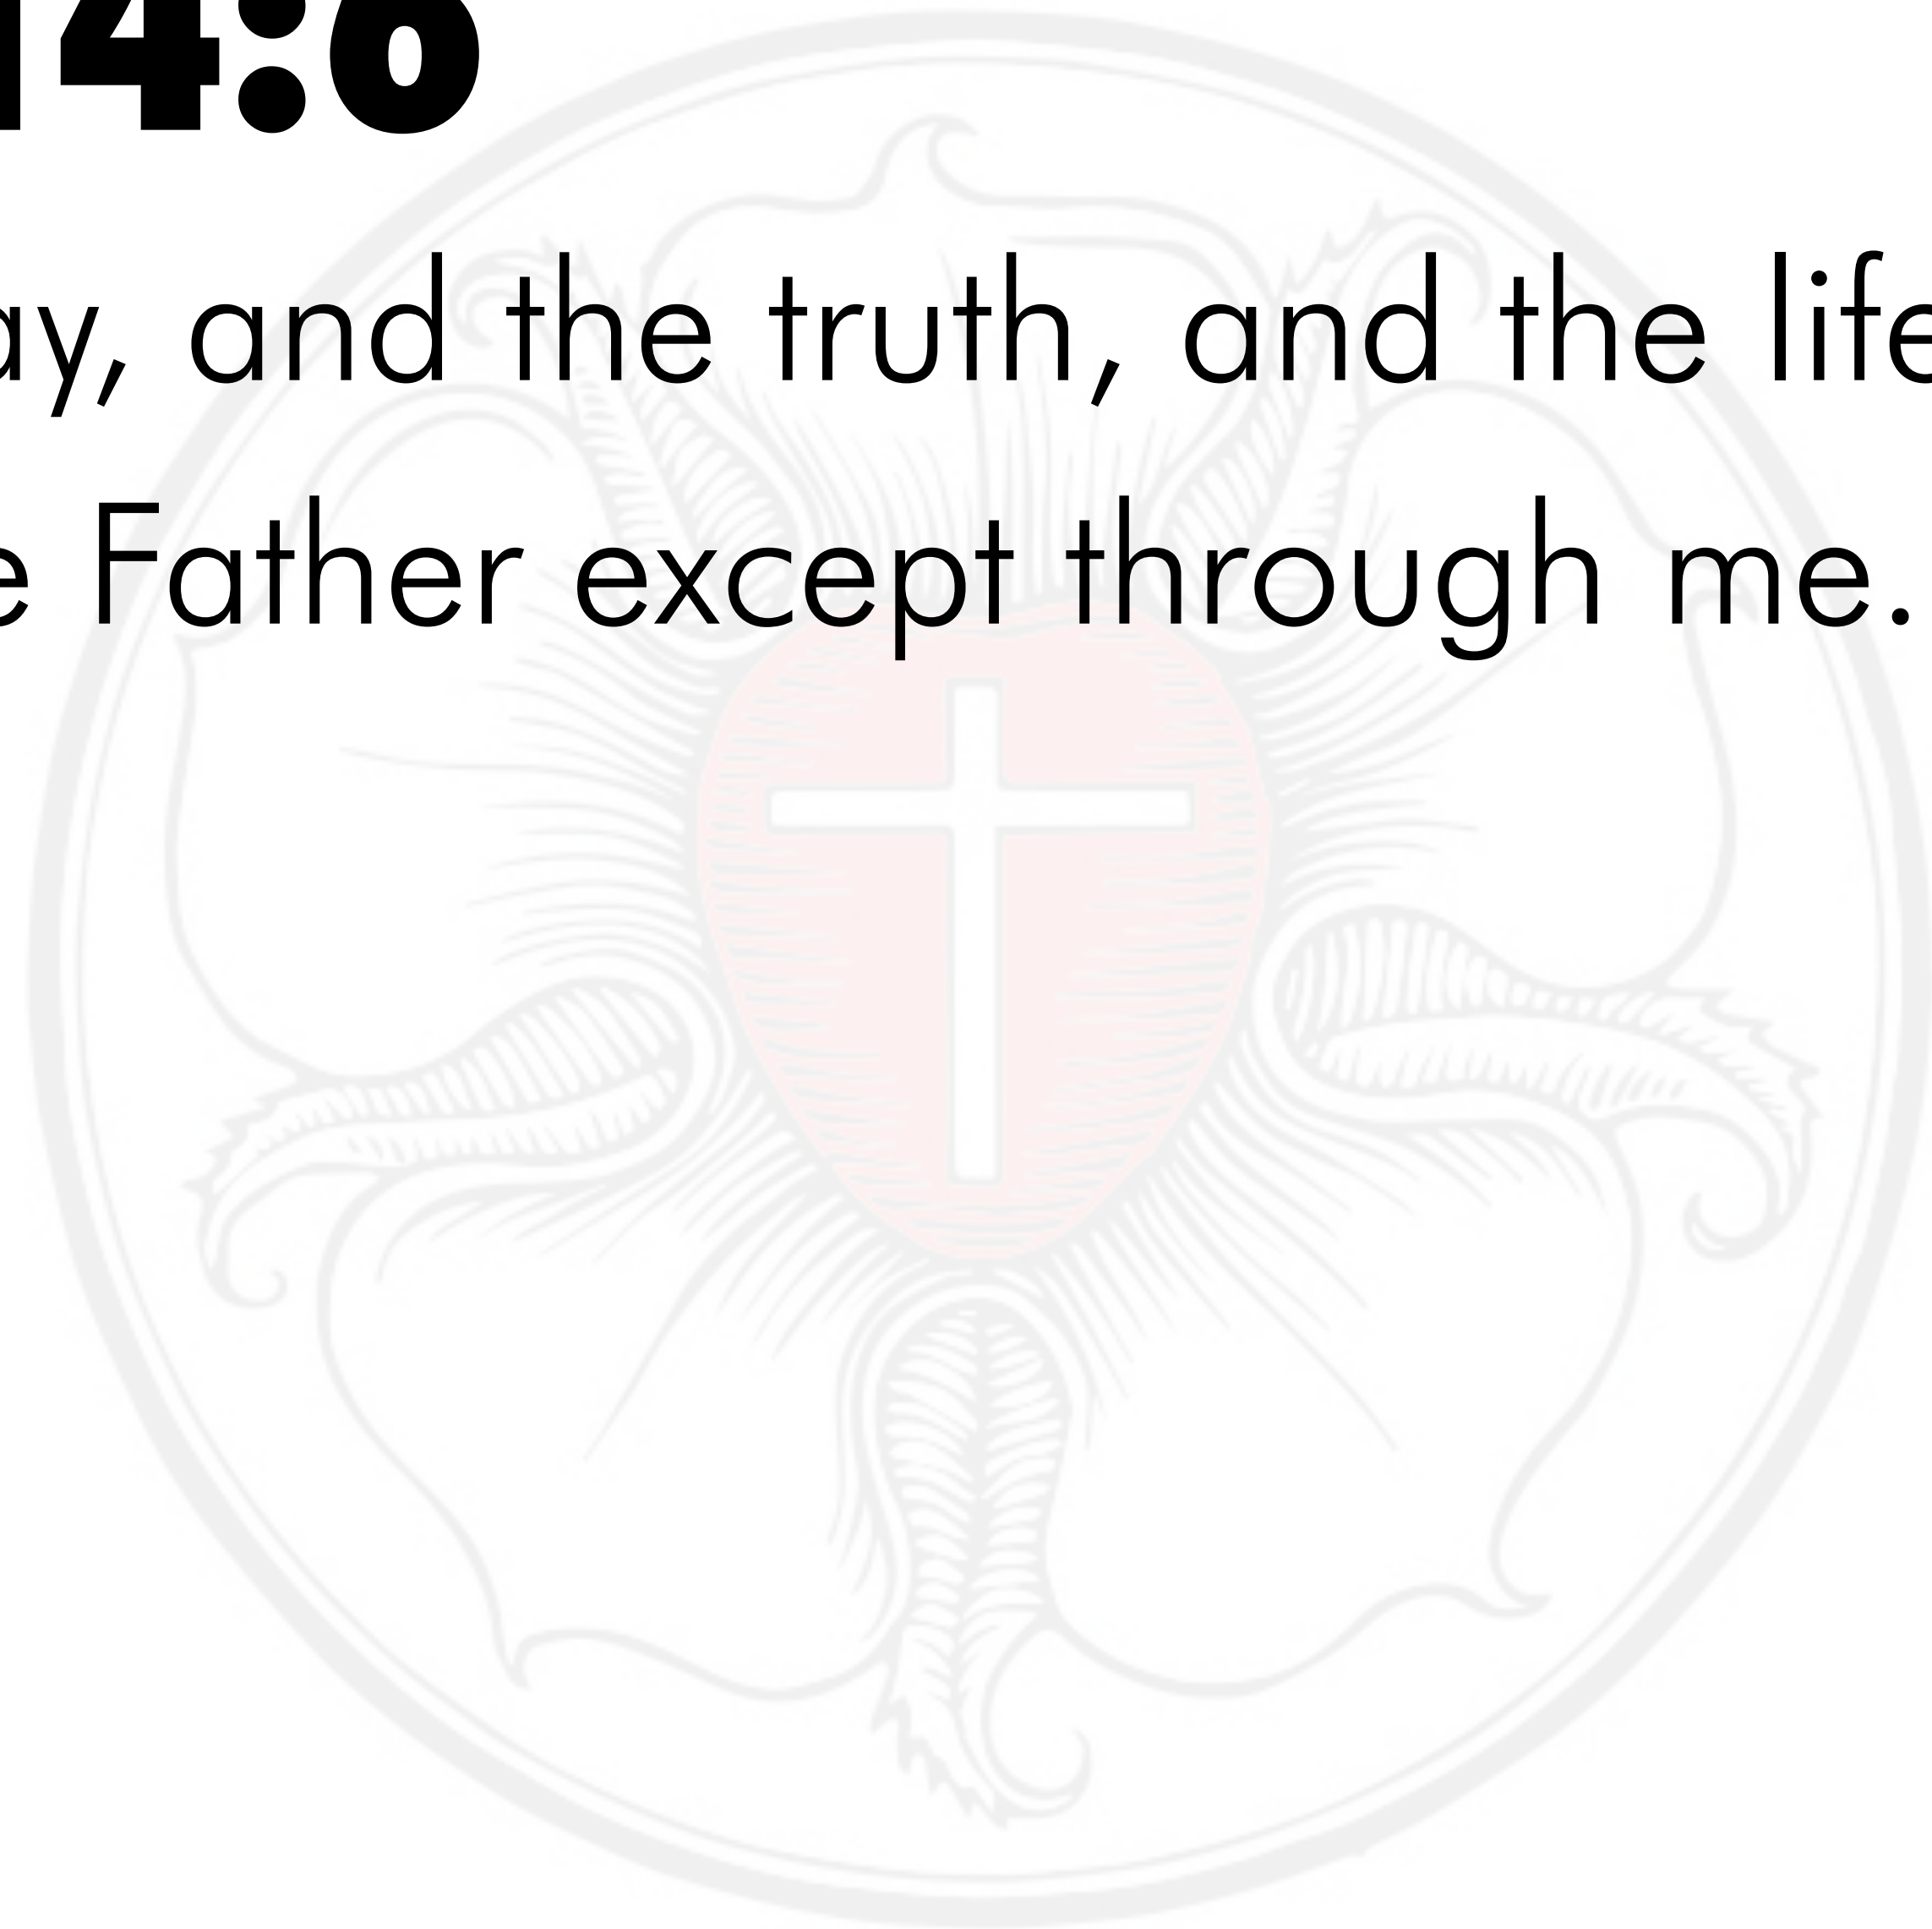 14:6
ay, and the truth, and the life
e Father except through me.